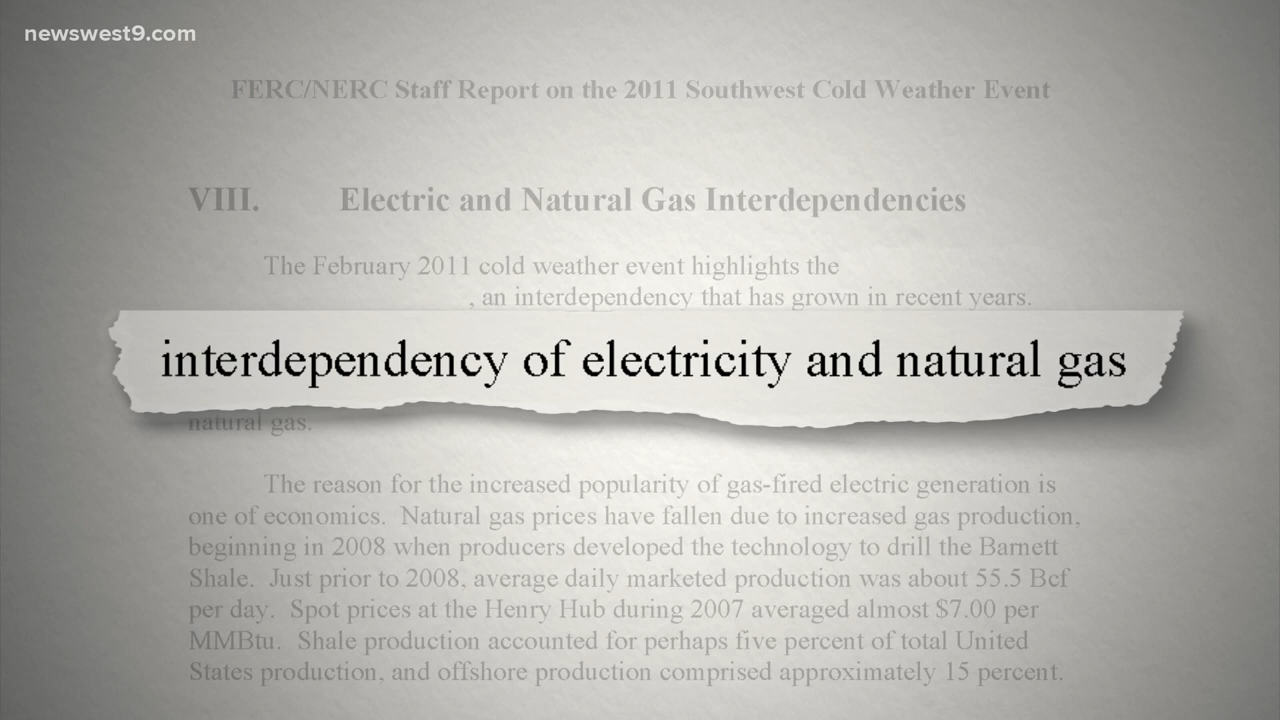 newswest9.com
FERC/NERC Staff Report on the 2011 Southwest Cold Weather Event
VIII. Electric and Natural Gas Interdependencies
The February 2011 cold weather event highlights the
, an interdependency that has grown in recent years.
interdependency of electricity and natural gas
natural gas.
The reason for the increased popularity of gas-fired electric generation is
one of economics. Natural gas prices have fallen due to increased gas production,
beginning in 2008 when producers developed the technology to drill the Barnett
Shale. Just prior to 2008, average daily marketed production was about 55.5 Bcf
per day. Spot prices at the Henry Hub during 2007 averaged almost $7.00 per
MMBtu. Shale production accounted for perhaps five percent of total United
States production, and offshore production comprised approximately 15 percent.